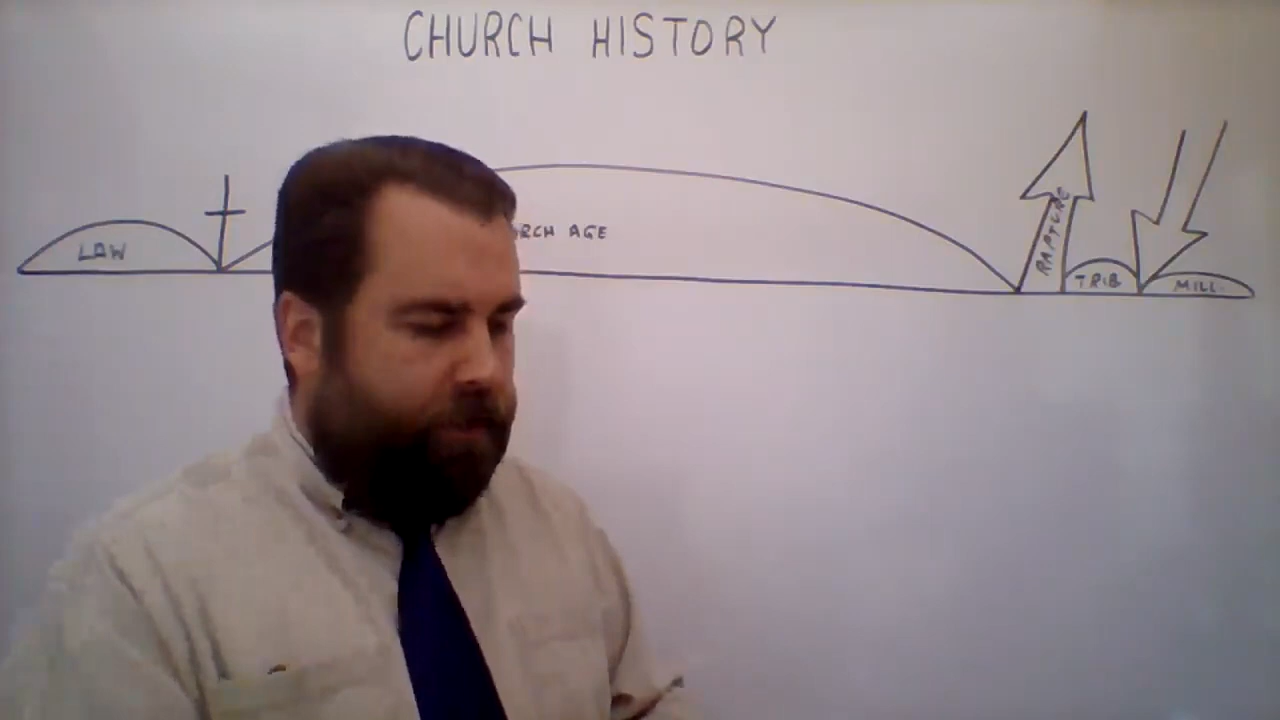 CHURCH HISTORY
LAW
RCH AGE
RAPTURE
TRIB
MILL.